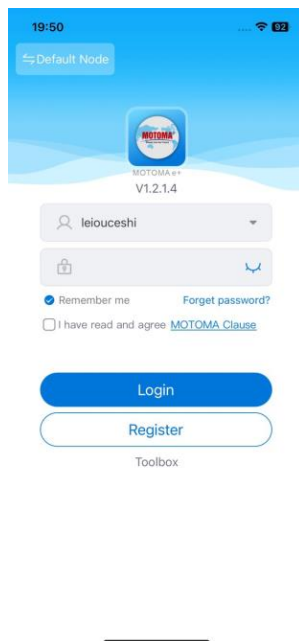 19:50
92
Default Node
MOTOMA
MOTOMA e+
V1.2.1.4
leiouceshi
Remember me
Forget password?
I have read and agree MOTOMA Clause
Login
Register
Toolbox